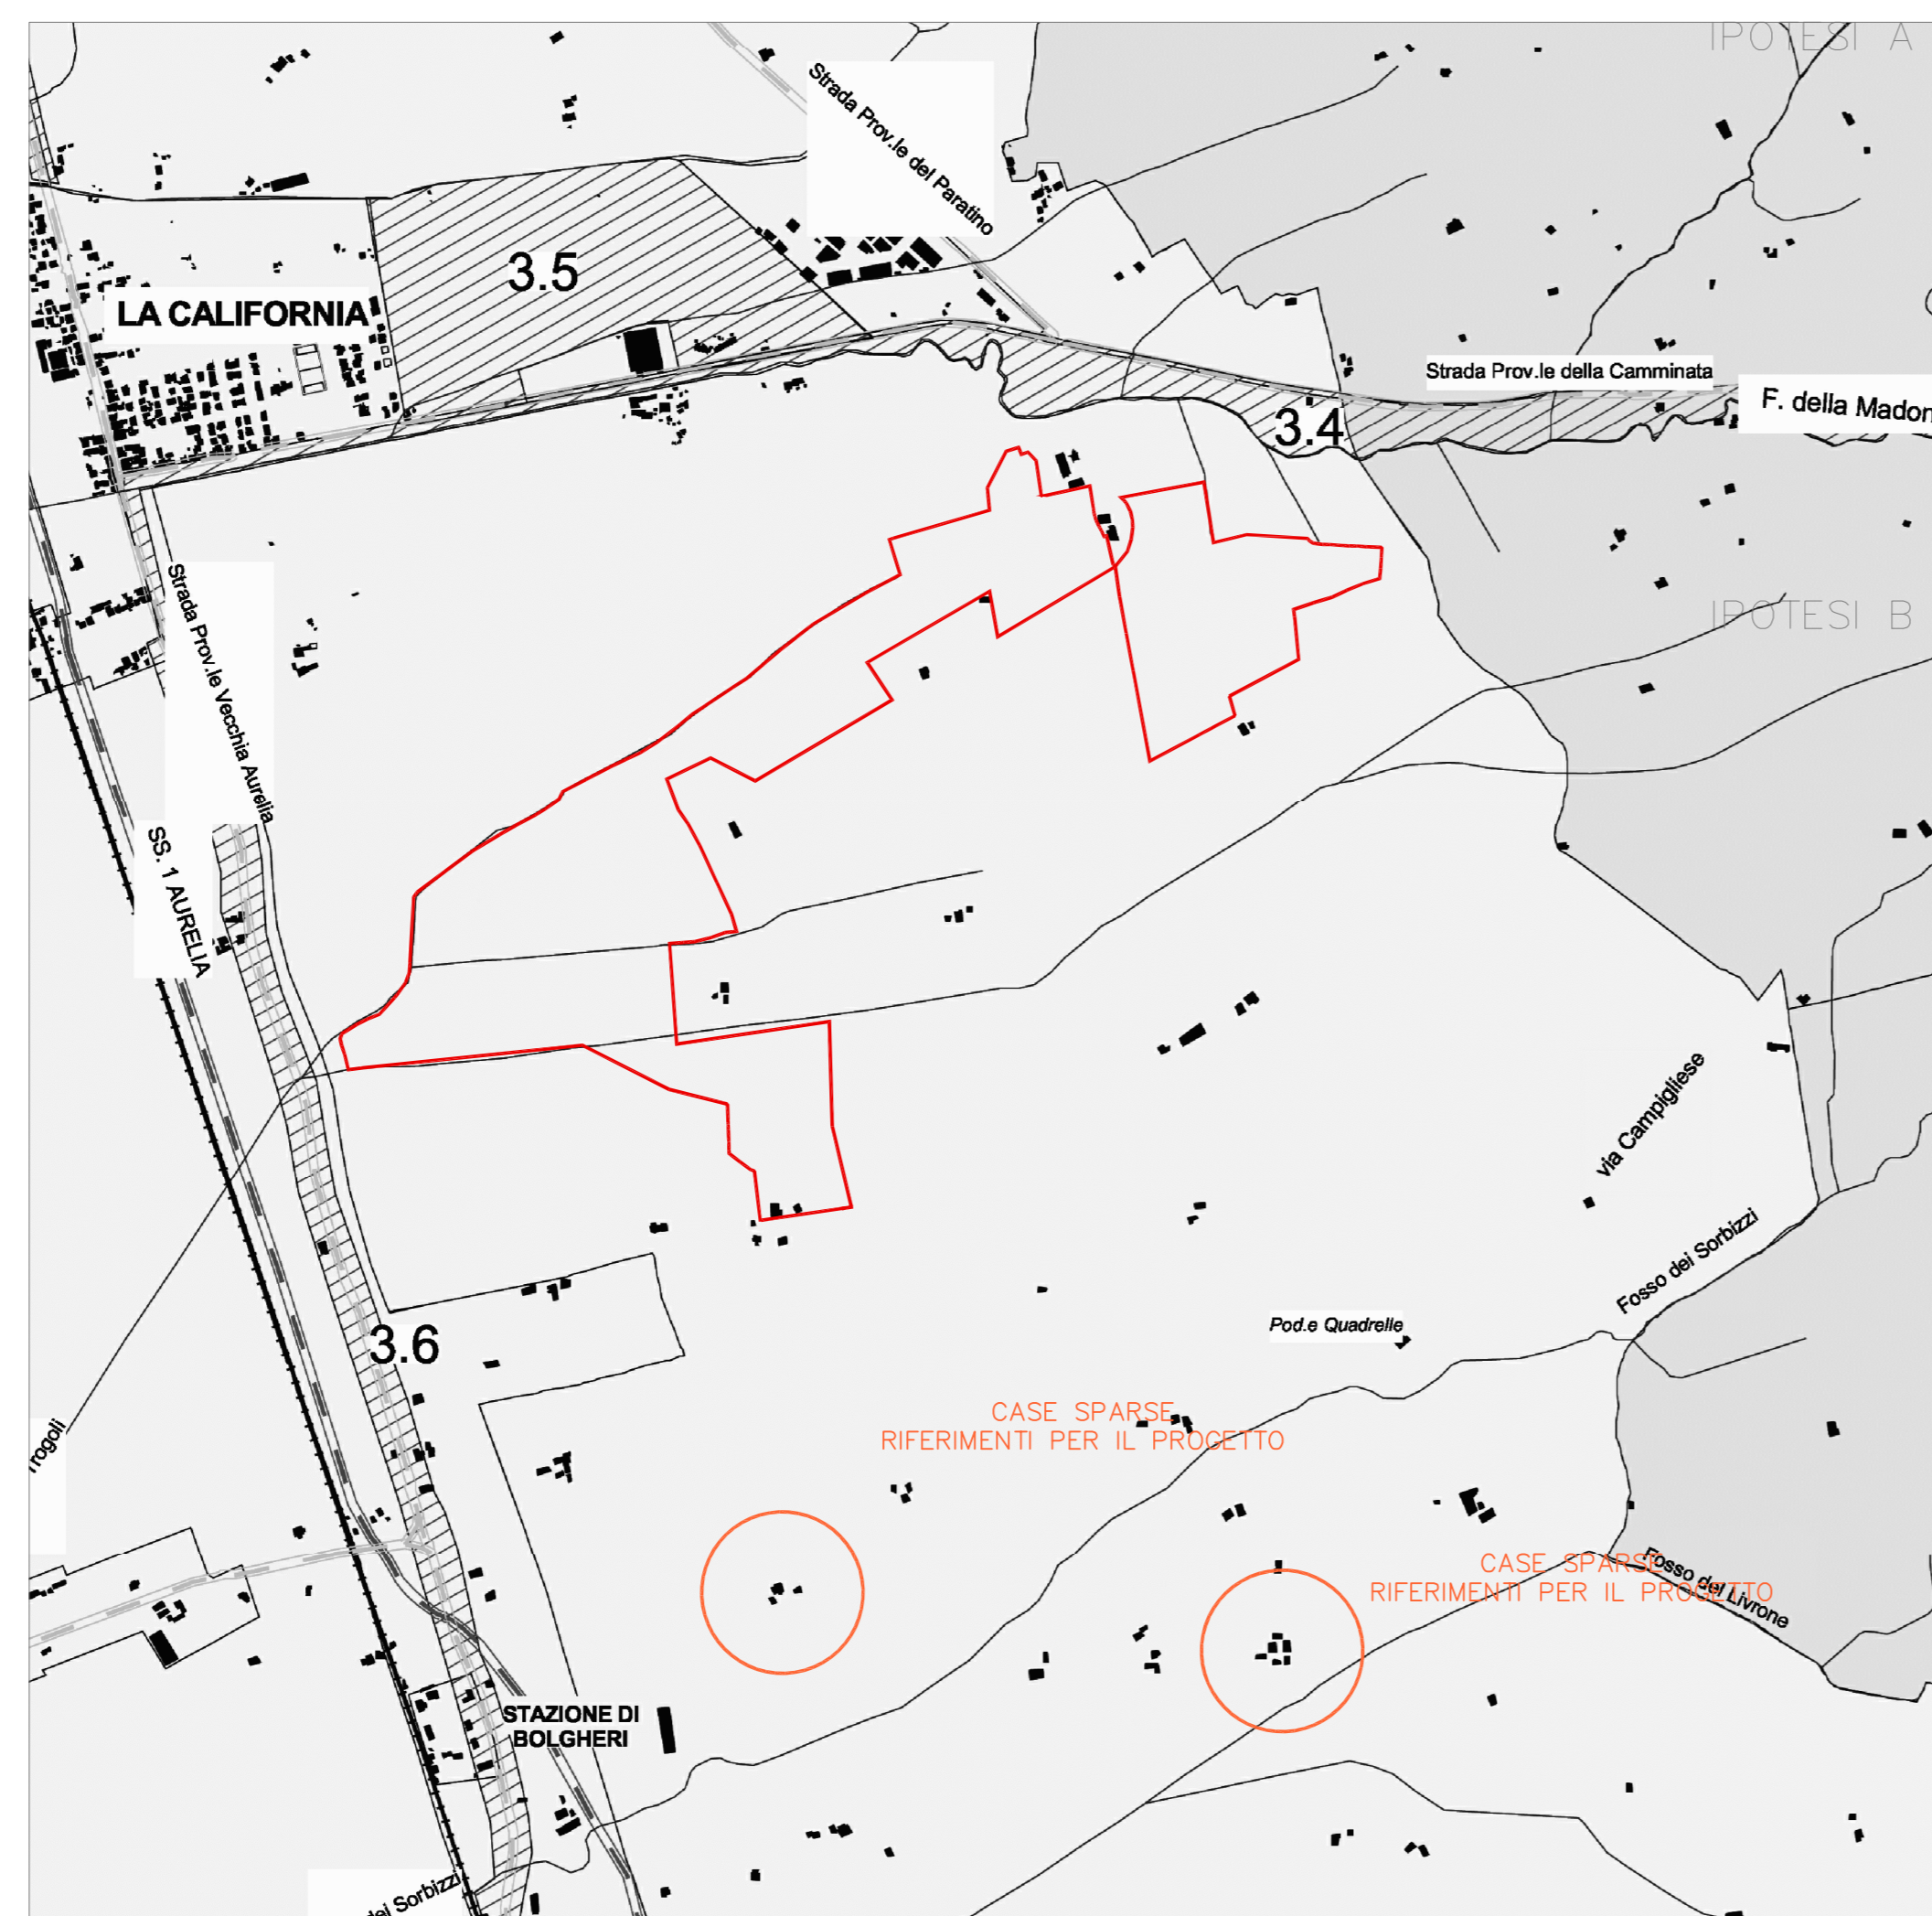 IPOTESI A
Strada Prov.le del Paratino
3.5
LA CALIFORNIA
Strada Prov.le della Camminata
F. della Madon
3.4
Strada Prov.le Vecchia Aurelia
IPOTESI B
SS. 1 AURELIA
via Campigliese
Fosso dei Sorbizzi
3.6
Pod.e Quadrelle
CASE SPARSE
RIFERIMENTI PER IL PROGETTO
rogoli
CASE SPARSE
RIFERIMENTI PER IL PROGETTO
Fosso del Livrone
STAZIONE DI
BOLGHERI
dei Sorbizzi